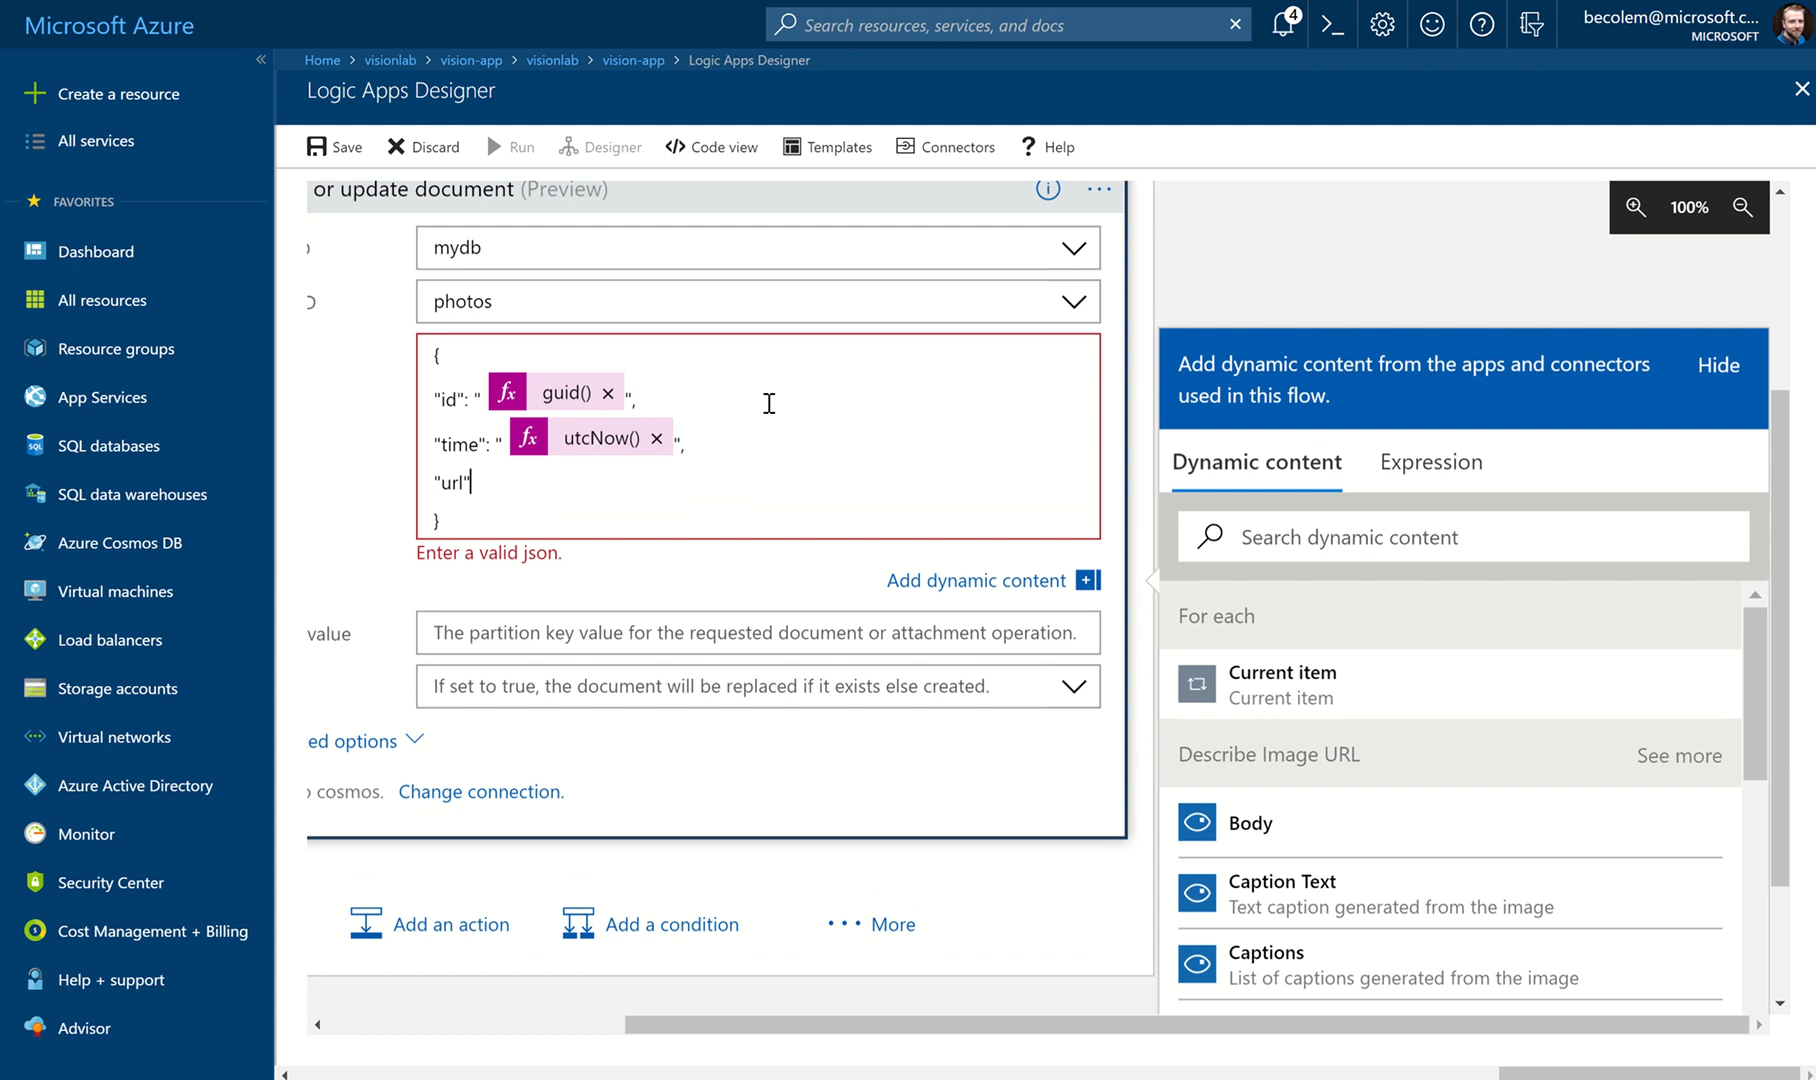 Microsoft Azure
Search resources, services, and docs
4
becolem@microsoft.c...
MICROSOFT
Home > visionlab > vision-app > visionlab > vision-app > Logic Apps Designer
Logic Apps Designer
Create a resource
All services
FAVORITES
Dashboard
All resources
Resource groups
App Services
SQL databases
SQL data warehouses
Azure Cosmos DB
Virtual machines
Load balancers
Storage accounts
Virtual networks
Azure Active Directory
Monitor
Security Center
Cost Management + Billing
Help + support
Advisor
Save
Discard
Run
Designer
Code view
Templates
Connectors
Help
or update document (Preview)
100%
mydb
photos
{
"id": " fx guid() × ",
"time": " fx utcNow() × ",
"url"
}
Enter a valid json.
Add dynamic content
value
The partition key value for the requested document or attachment operation.
If set to true, the document will be replaced if it exists else created.
ed options
cosmos. Change connection.
Add an action
Add a condition
More
Add dynamic content from the apps and connectors
used in this flow.
Hide
Dynamic content
Expression
Search dynamic content
For each
Current item
Current item
Describe Image URL
See more
Body
Caption Text
Text caption generated from the image
Captions
List of captions generated from the image